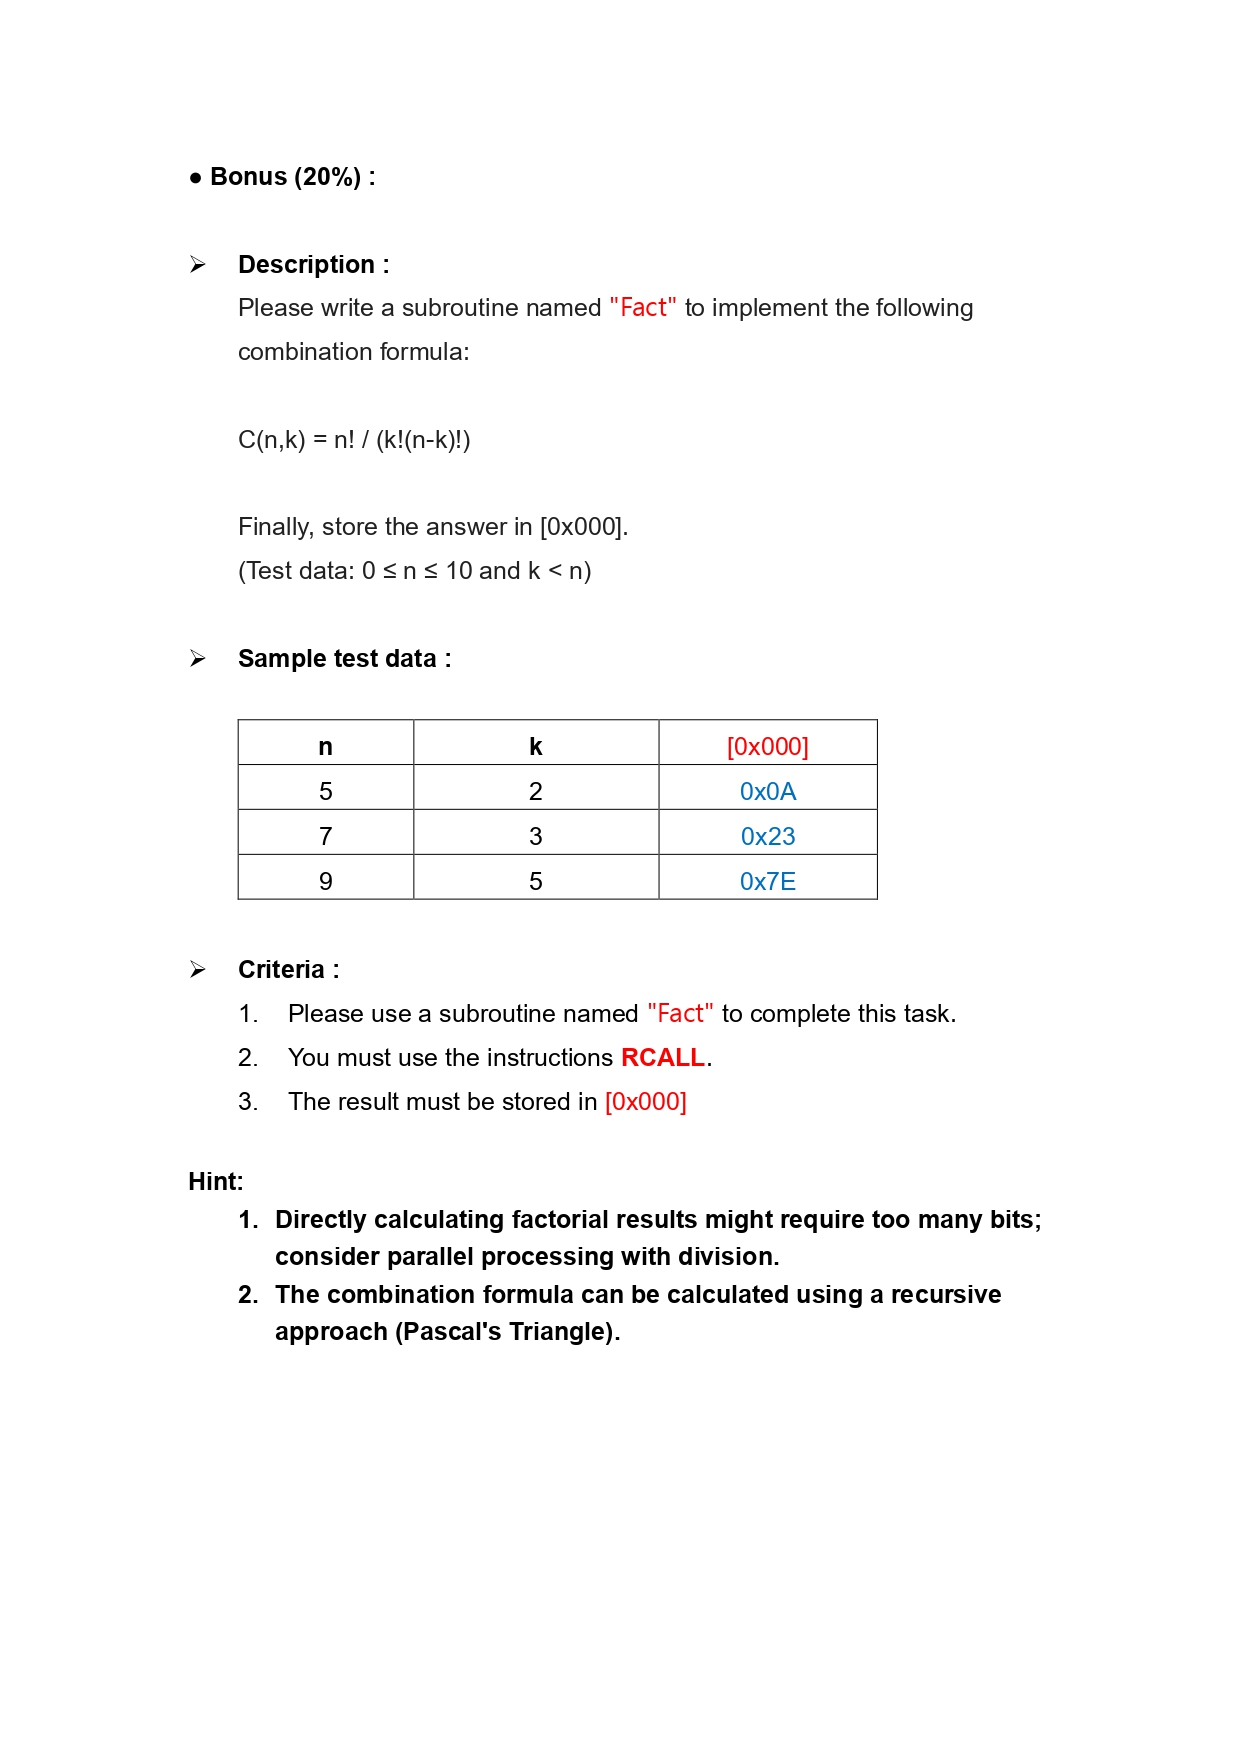 ● Bonus (20%) :
➢ Description :
Please write a subroutine named "Fact" to implement the following
combination formula:
C(n,k) = n! / (k!(n-k)!)
Finally, store the answer in [0x000].
(Test data: 0 ≤ n ≤ 10 and k < n)
➢ Sample test data :
n k [0x000]
5 2 0x0A
7 3 0x23
9 5 0x7E
➢ Criteria :
1. Please use a subroutine named "Fact" to complete this task.
2. You must use the instructions RCALL.
3. The result must be stored in [0x000]
Hint:
1. Directly calculating factorial results might require too many bits;
consider parallel processing with division.
2. The combination formula can be calculated using a recursive
approach (Pascal's Triangle).